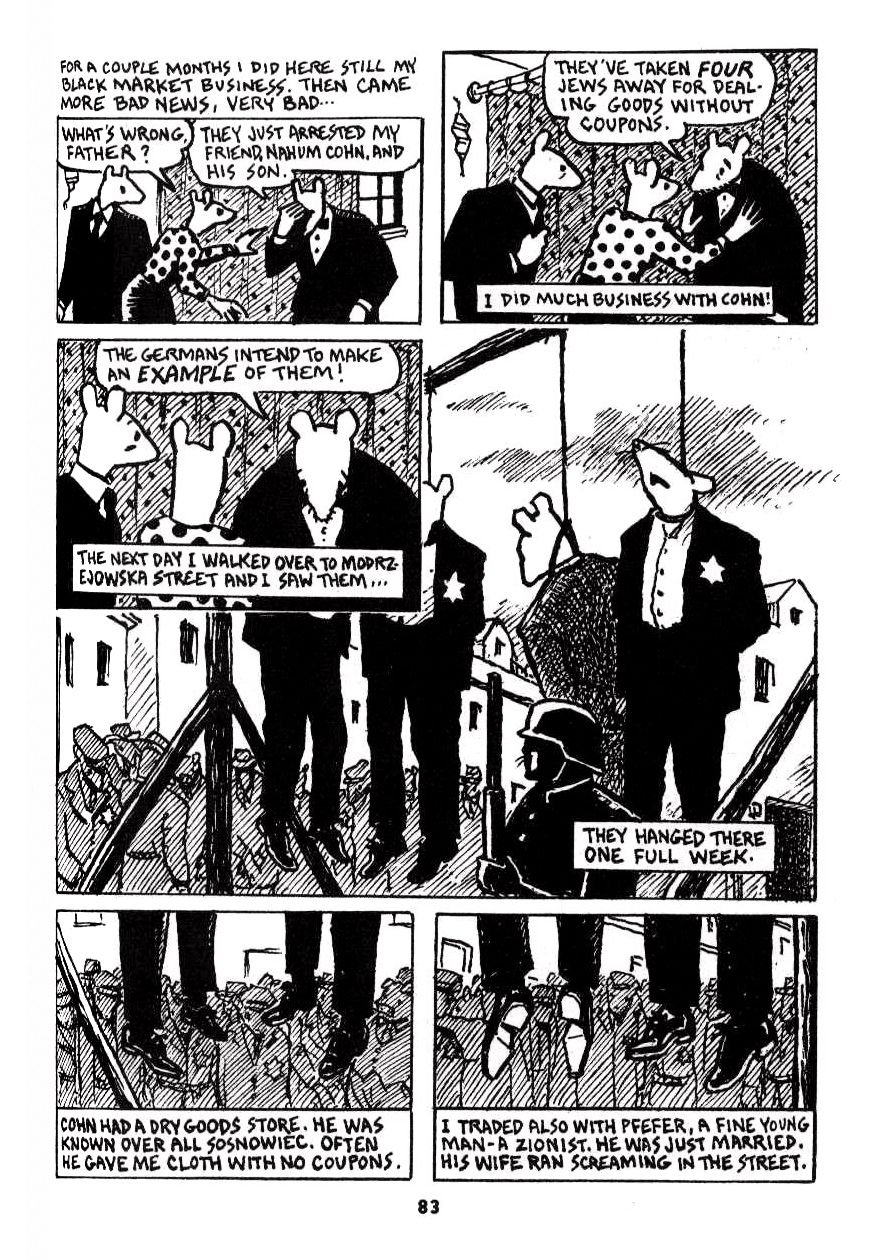 FOR A COUPLE MONTHS I DID HERE STILL MY
BLACK MARKET BUSINESS. THEN CAME
MORE BAD NEWS, VERY BAD...
WHAT'S WRONG,
FATHER?
THEY JUST ARRESTED MY
FRIEND, NAHUM COHN, AND
HIS SON.
THEY'VE TAKEN FOUR
JEWS AWAY FOR DEAL-
ING GOODS WITHOUT
COUPONS.
I DID MUCH BUSINESS WITH COHN!
THE GERMANS INTEND TO MAKE
AN EXAMPLE OF THEM!
THE NEXT DAY I WALKED OVER TO MODRZ-
EJOWSKA STREET AND I SAW THEM...
THEY HANGED THERE
ONE FULL WEEK.
COHN HAD A DRY GOODS STORE. HE WAS
KNOWN OVER ALL SOSNOWIEC. OFTEN
HE GAVE ME CLOTH WITH NO COUPONS.
I TRADED ALSO WITH PFEFER, A FINE YOUNG
MAN-A ZIONIST. HE WAS JUST MARRIED.
HIS WIFE RAN SCREAMING IN THE STREET.
83